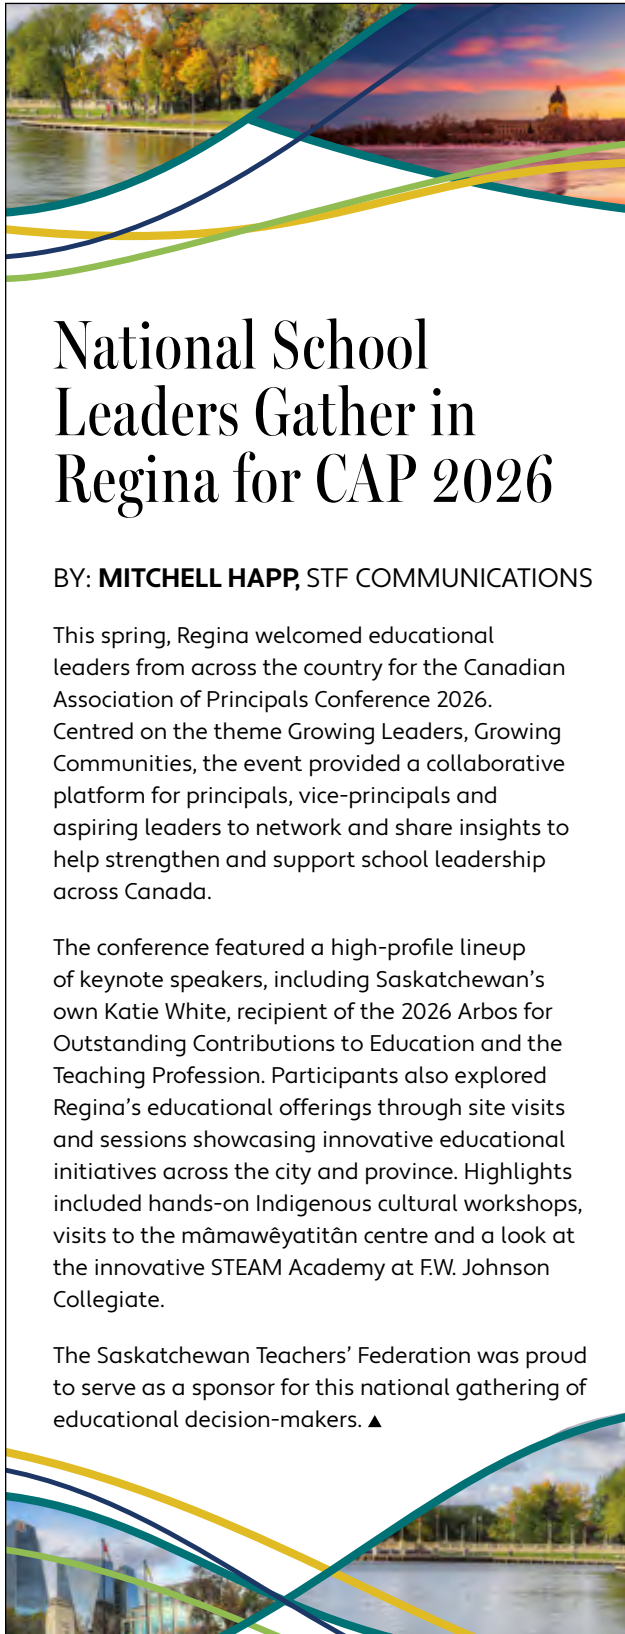 National School
Leaders Gather in
Regina for CAP 2026
BY: MITCHELL HAPP, STF COMMUNICATIONS
This spring, Regina welcomed educational
leaders from across the country for the Canadian
Association of Principals Conference 2026.
Centred on the theme Growing Leaders, Growing
Communities, the event provided a collaborative
platform for principals, vice-principals and
aspiring leaders to network and share insights to
help strengthen and support school leadership
across Canada.
The conference featured a high-profile lineup
of keynote speakers, including Saskatchewan’s
own Katie White, recipient of the 2026 Arbos for
Outstanding Contributions to Education and the
Teaching Profession. Participants also explored
Regina’s educational offerings through site visits
and sessions showcasing innovative educational
initiatives across the city and province. Highlights
included hands-on Indigenous cultural workshops,
visits to the mâmawêyatitân centre and a look at
the innovative STEAM Academy at F.W. Johnson
Collegiate.
The Saskatchewan Teachers’ Federation was proud
to serve as a sponsor for this national gathering of
educational decision-makers. ▲